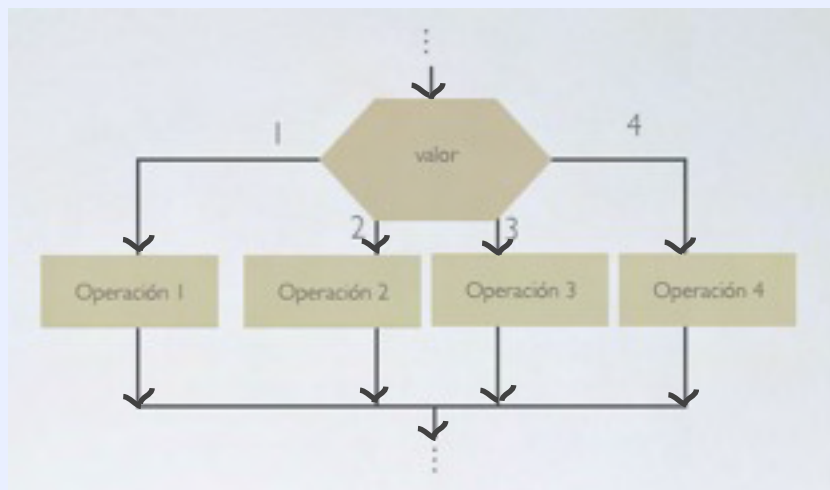 valor
1
2
3
4
Operación 1
Operación 2
Operación 3
Operación 4